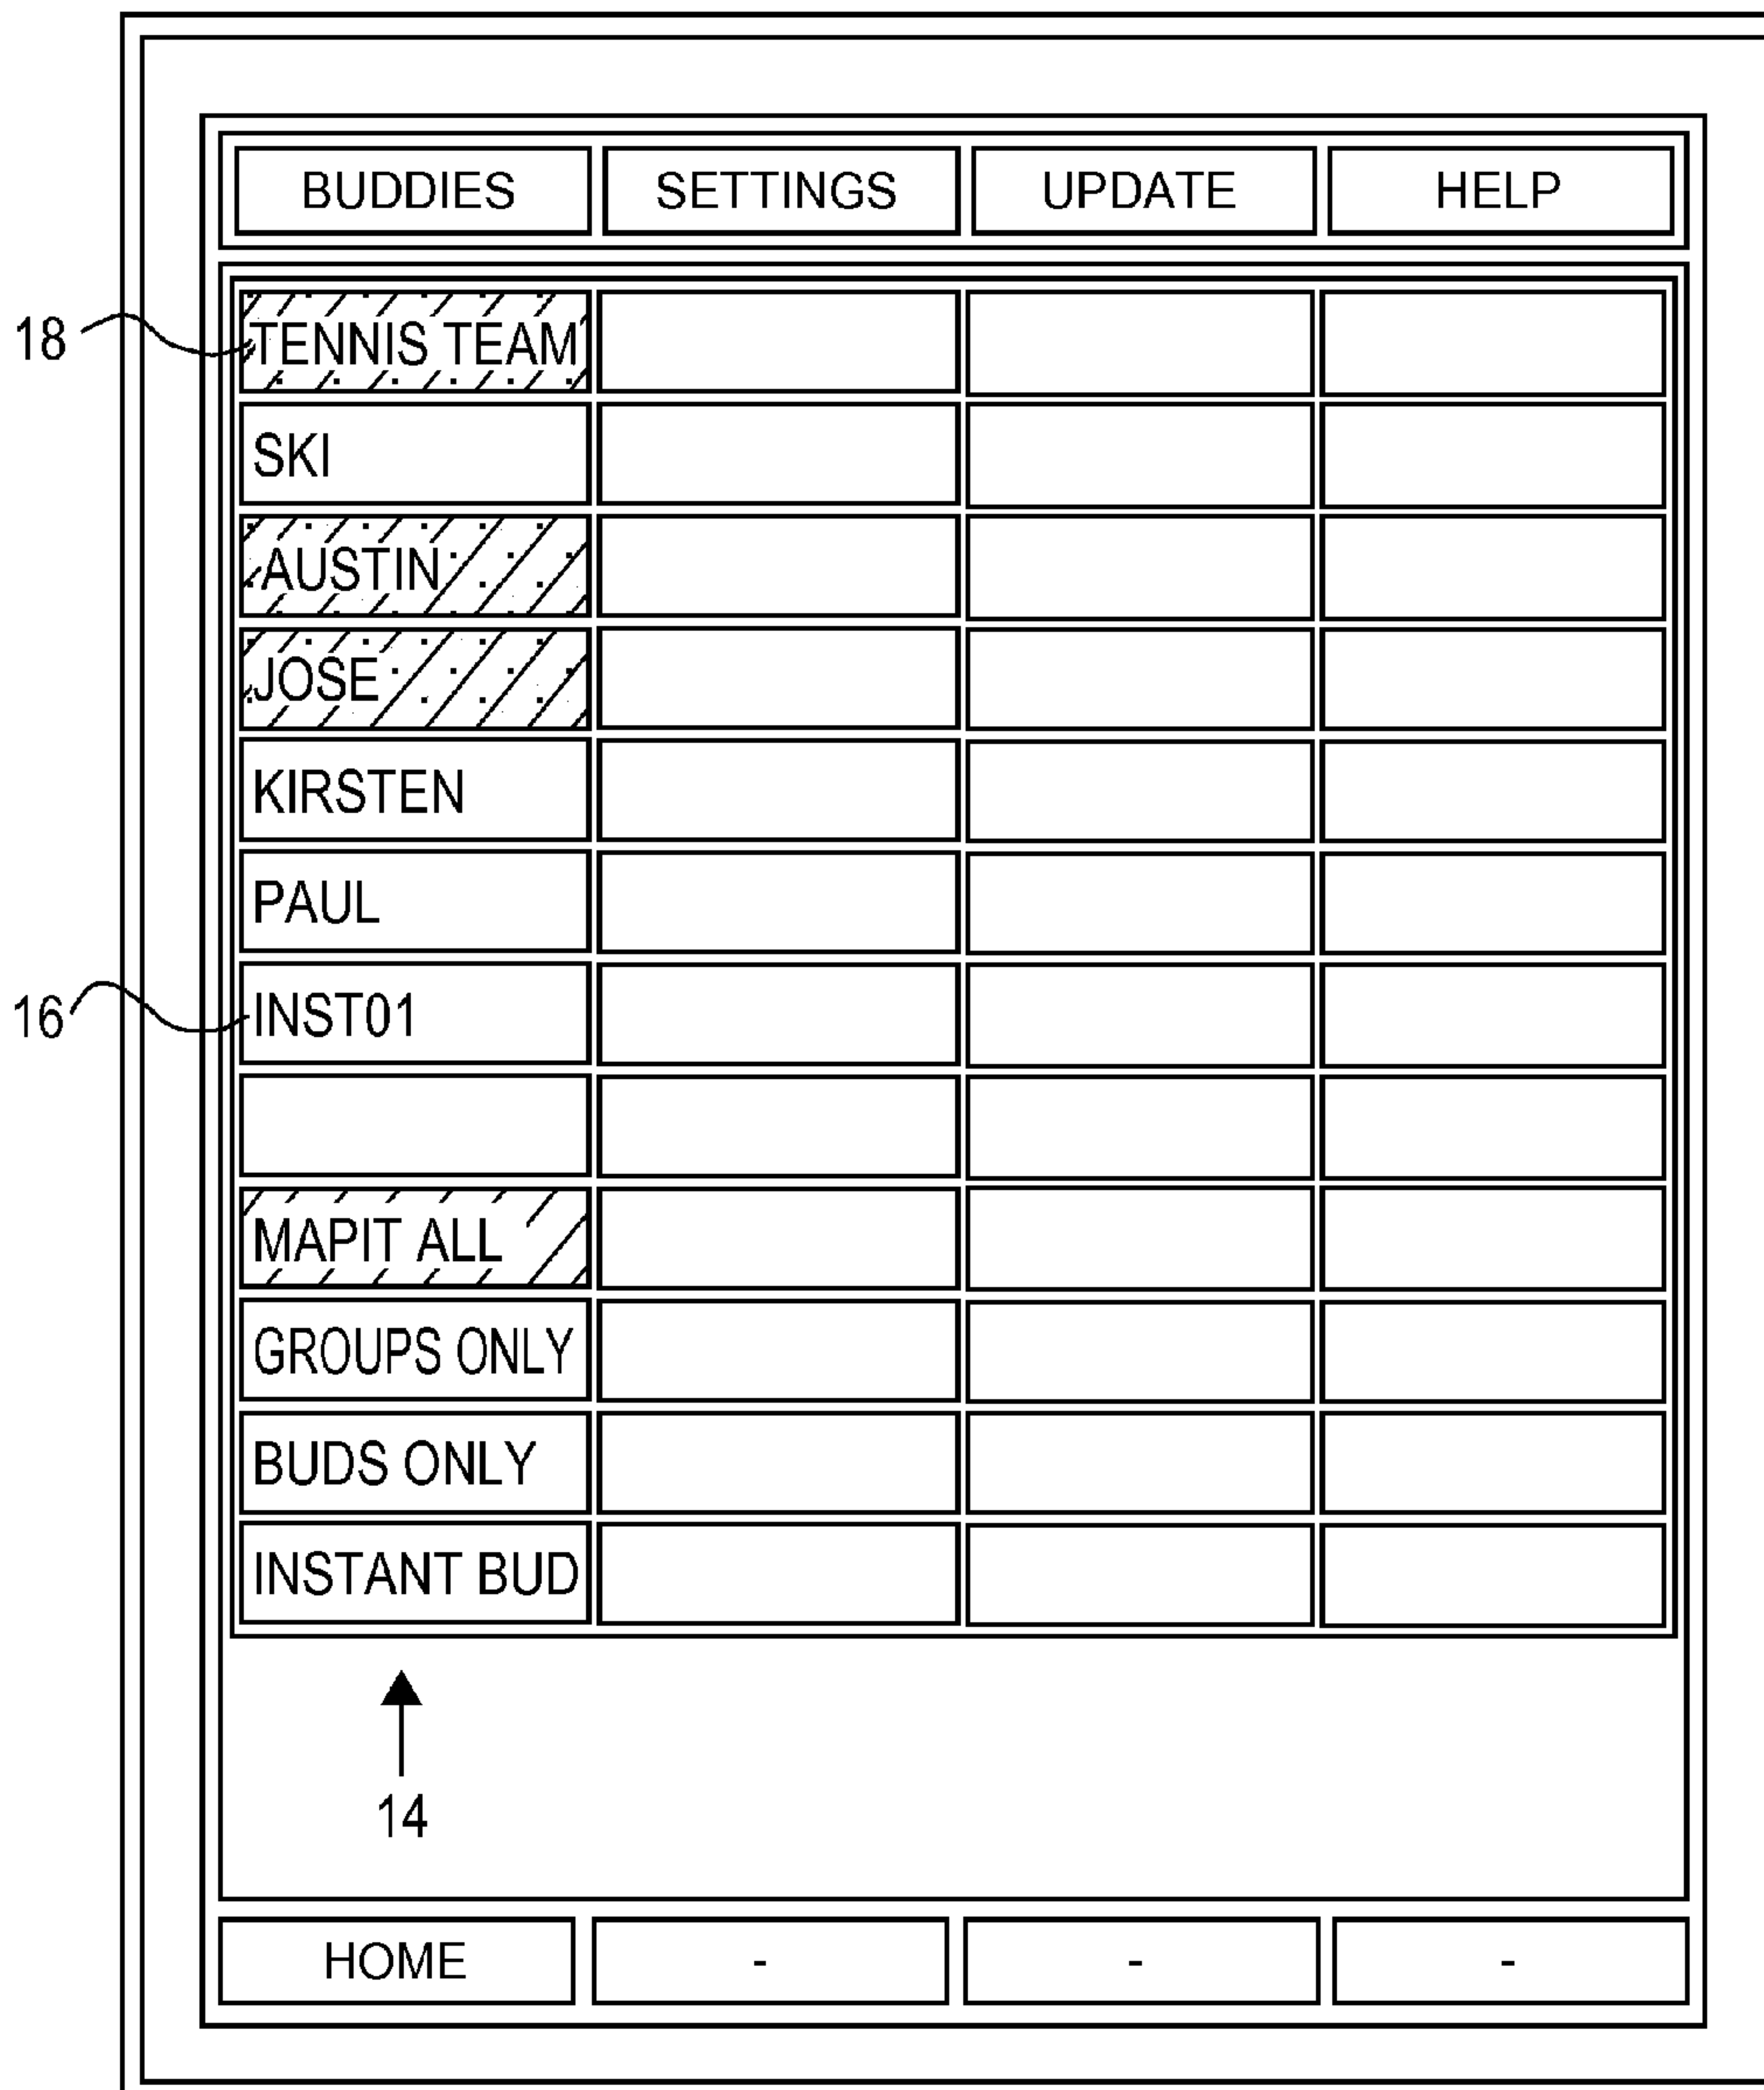 BUDDIES SETTINGS UPDATE HELP
18 TENNIS TEAM
SKI
AUSTIN
JOSE
KIRSTEN
PAUL
16 INST01
MAPIT ALL
GROUPS ONLY
BUDS ONLY
INSTANT BUD
14
HOME - - -